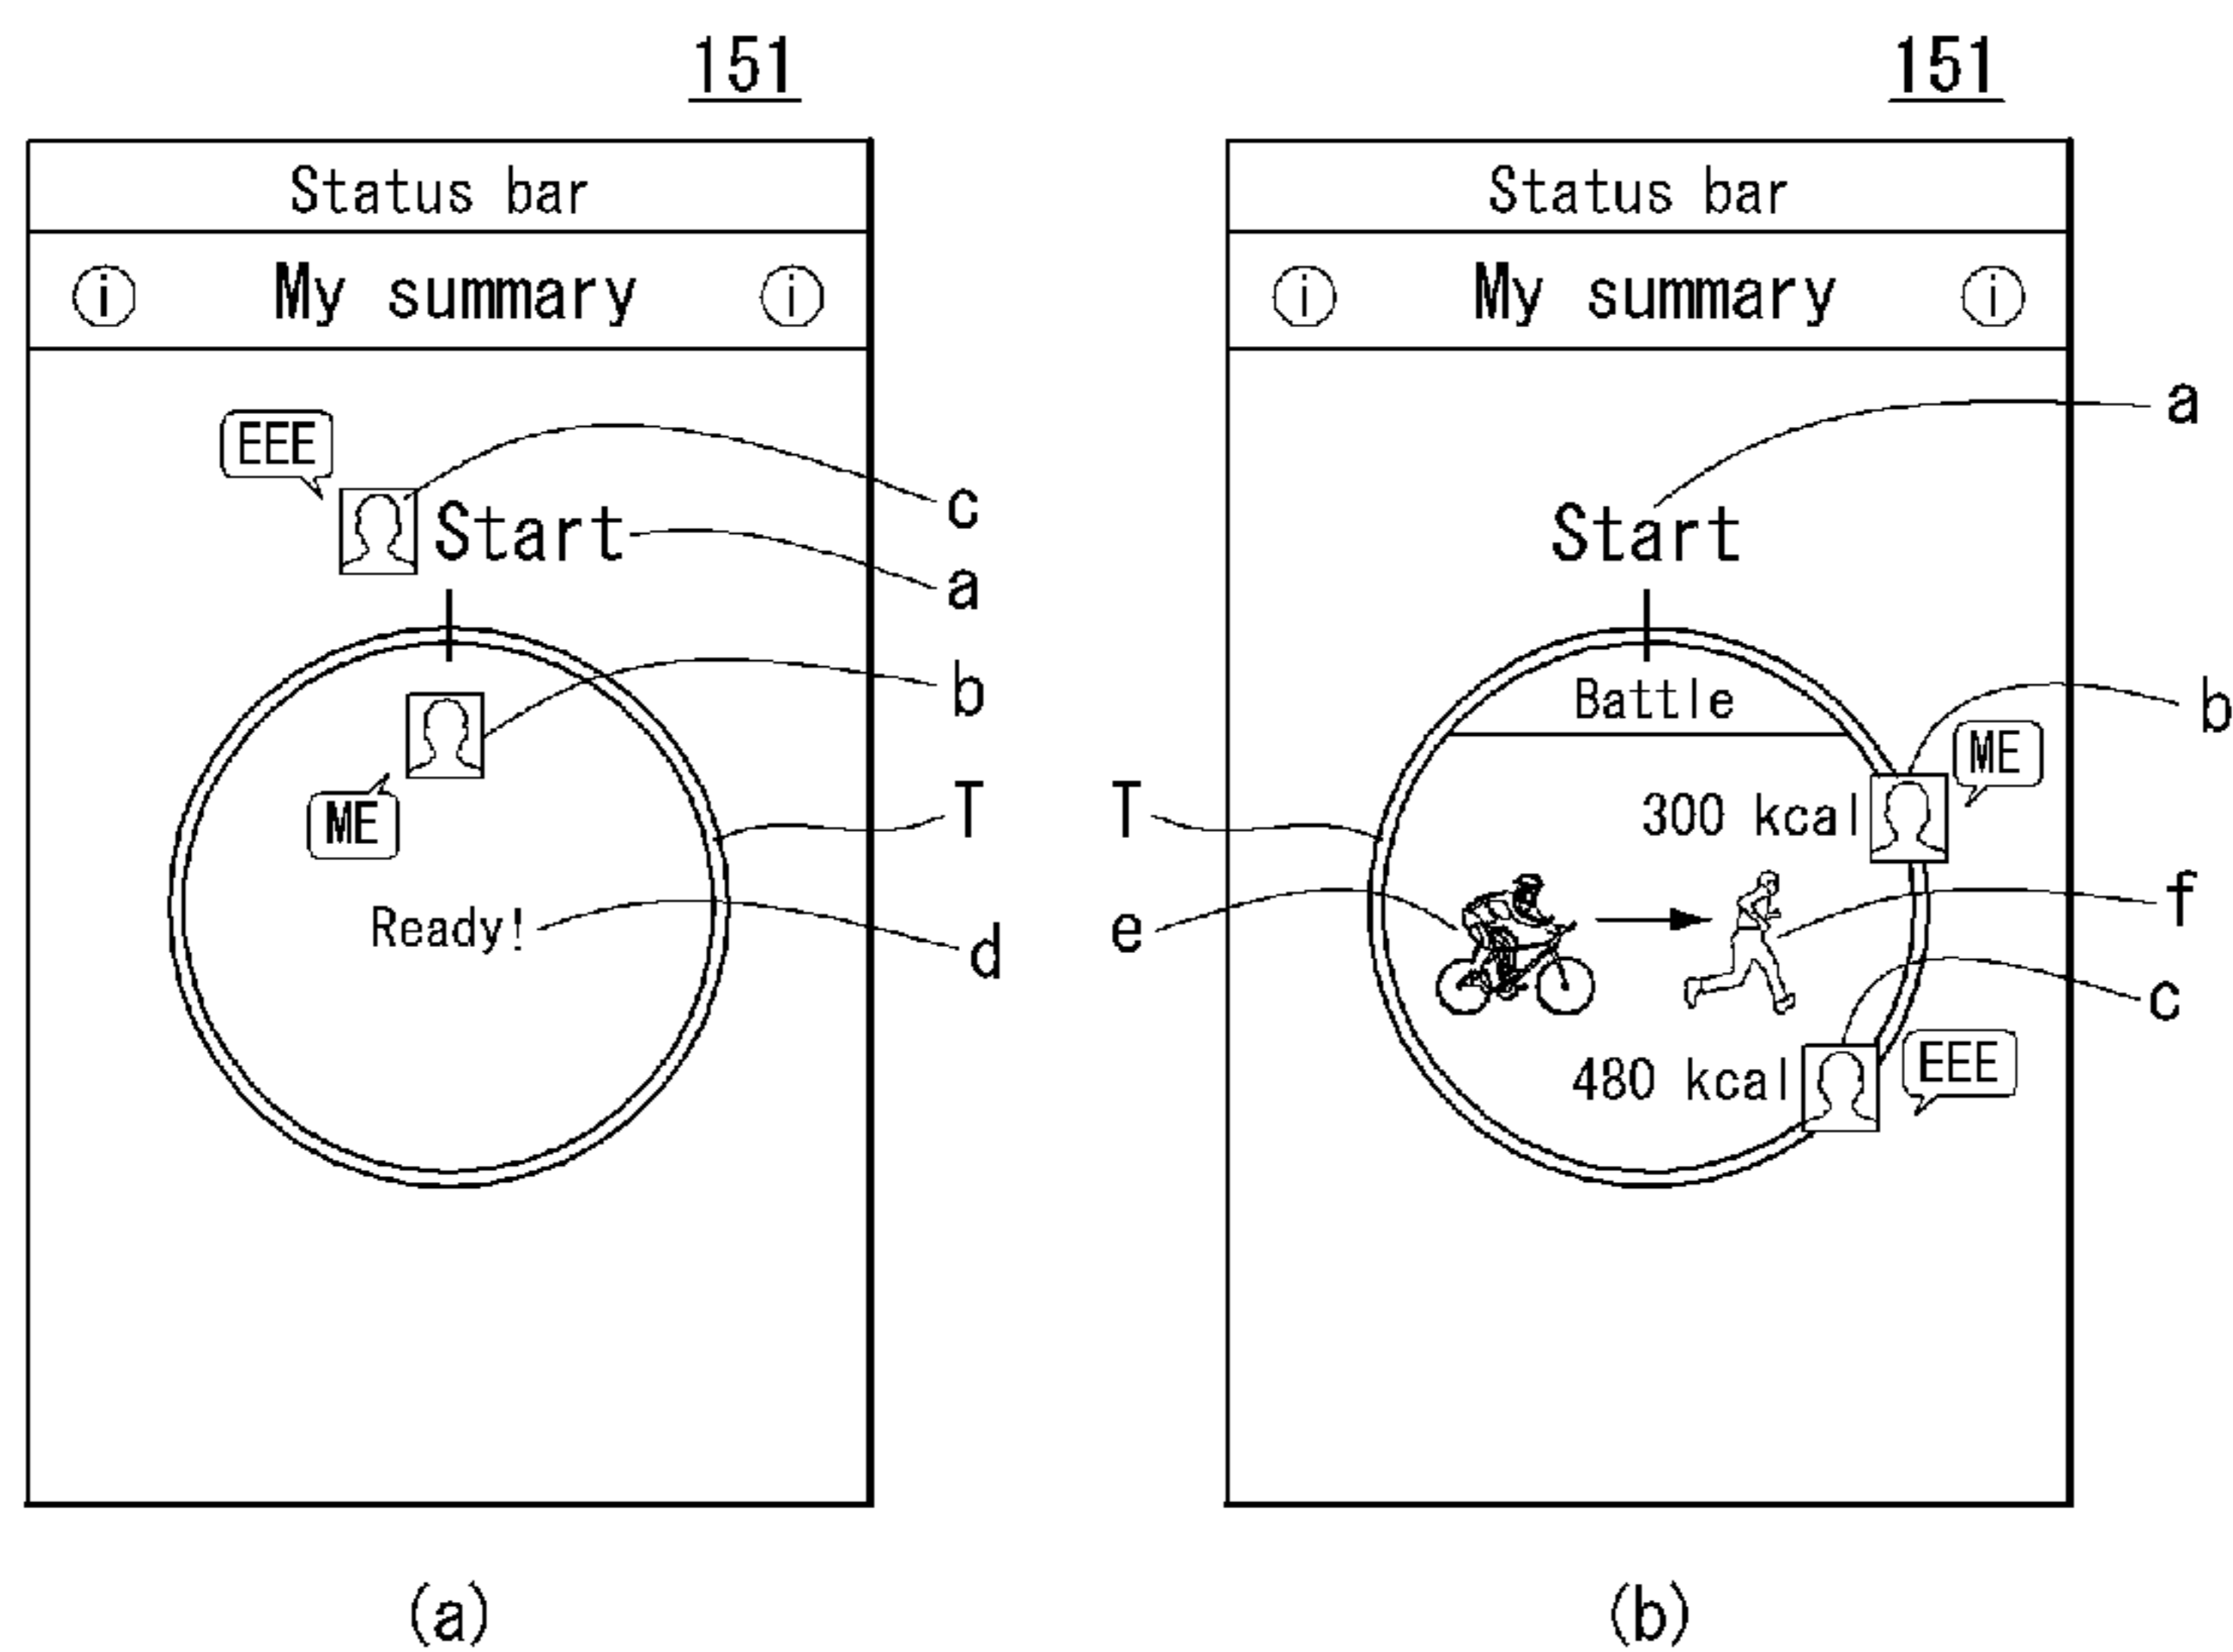 151
Status bar
i My summary i
EEE
c
Start
a
b
ME
T
Ready!
d
(a)
151
Status bar
i My summary i
a
Start
Battle
b
ME
T
300 kcal
e
f
c
480 kcal
EEE
(b)